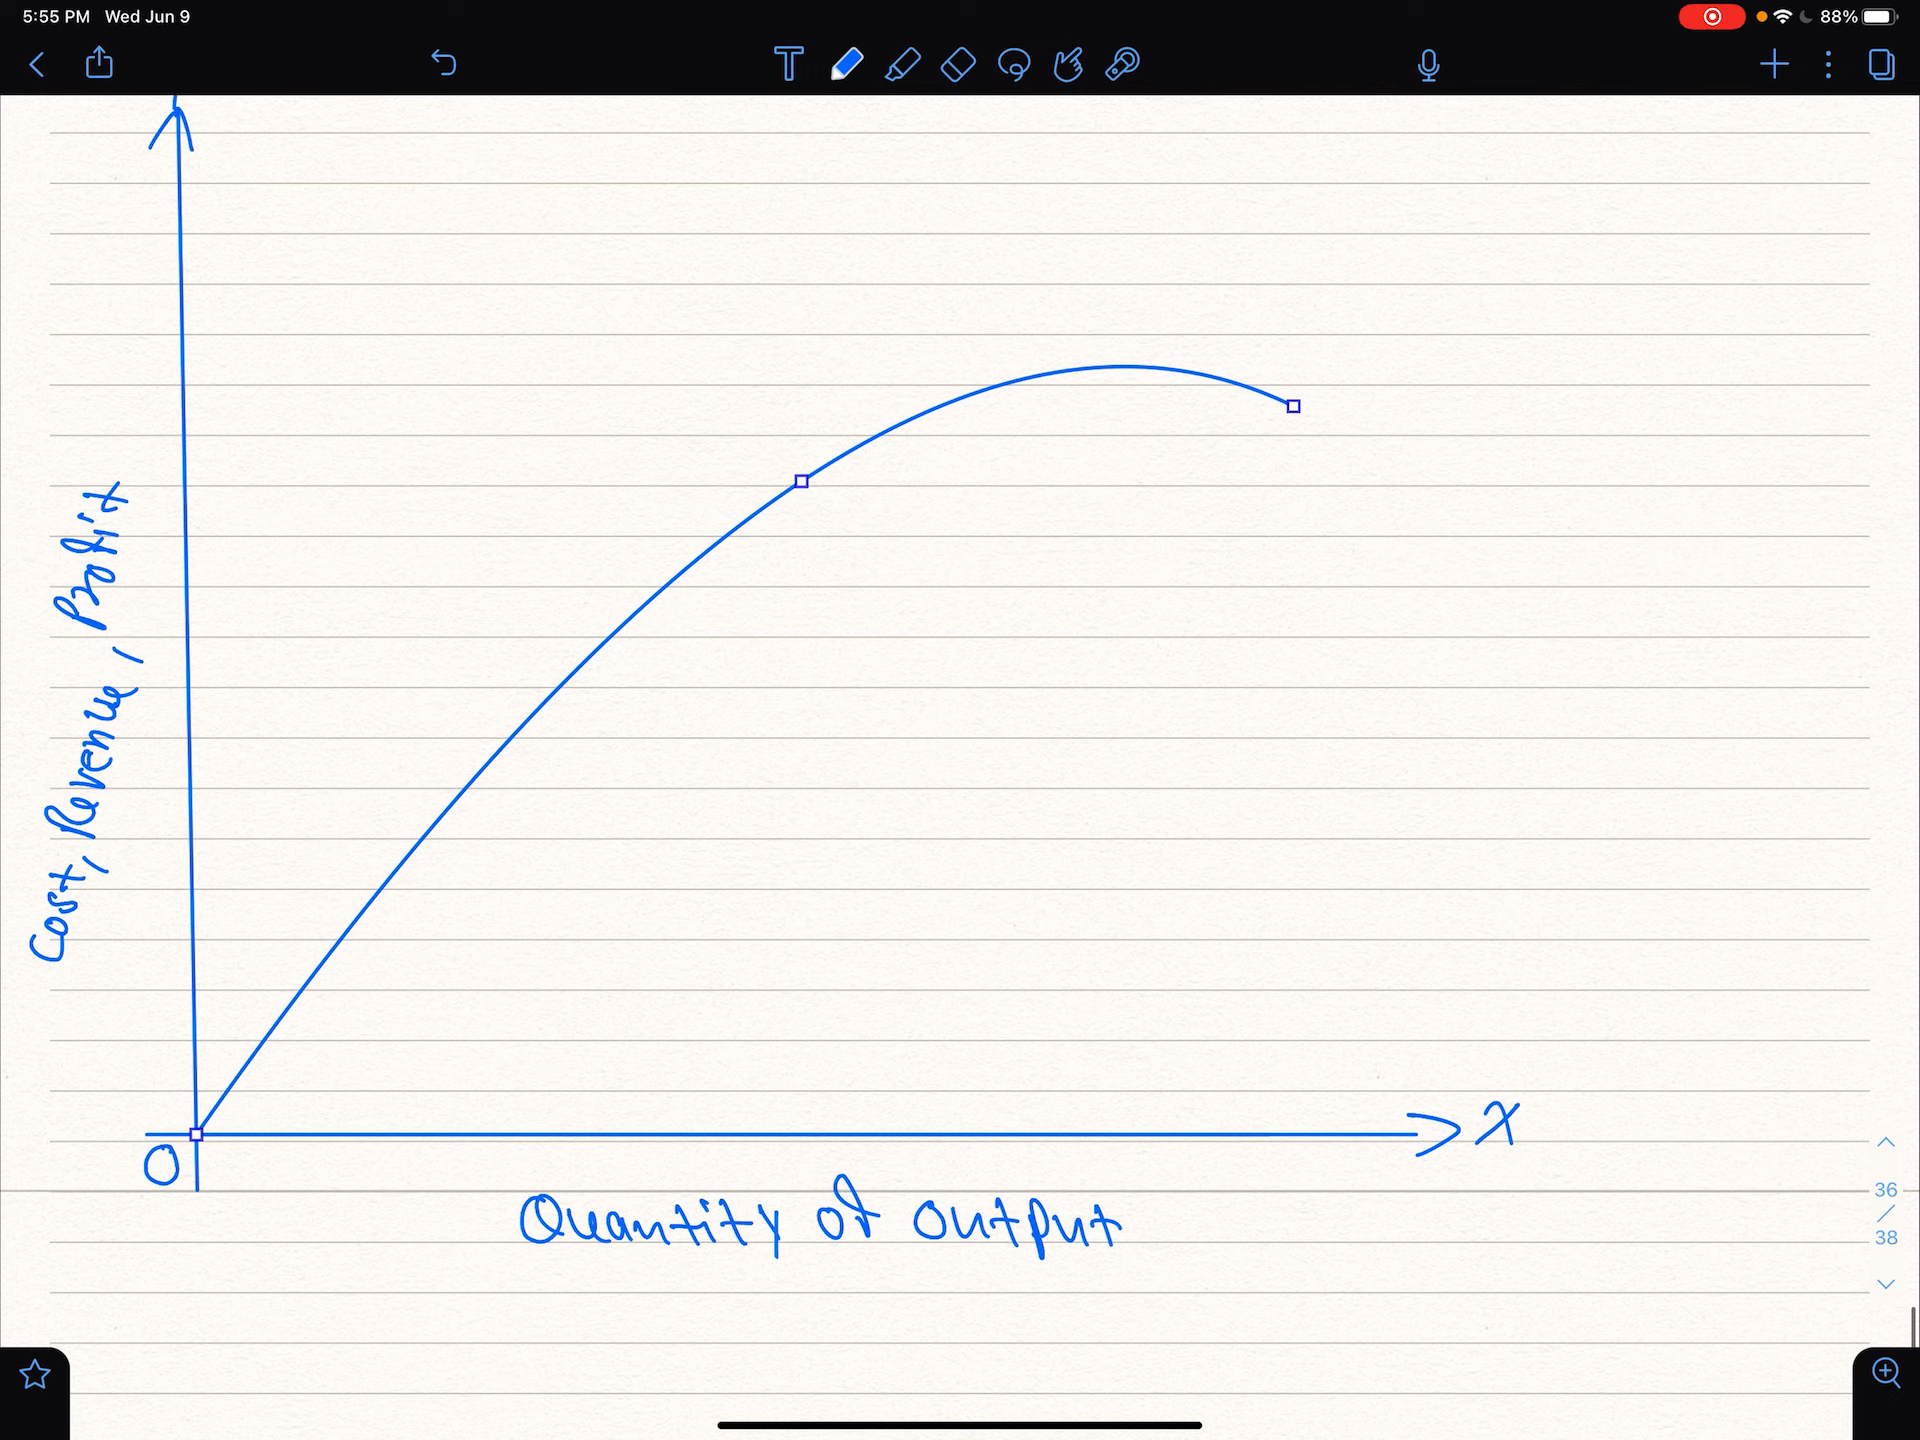 5:55 PM Wed Jun 9
88%
T
Cost, Revenue, Profit
X
O
Quantity of output
36
/
38